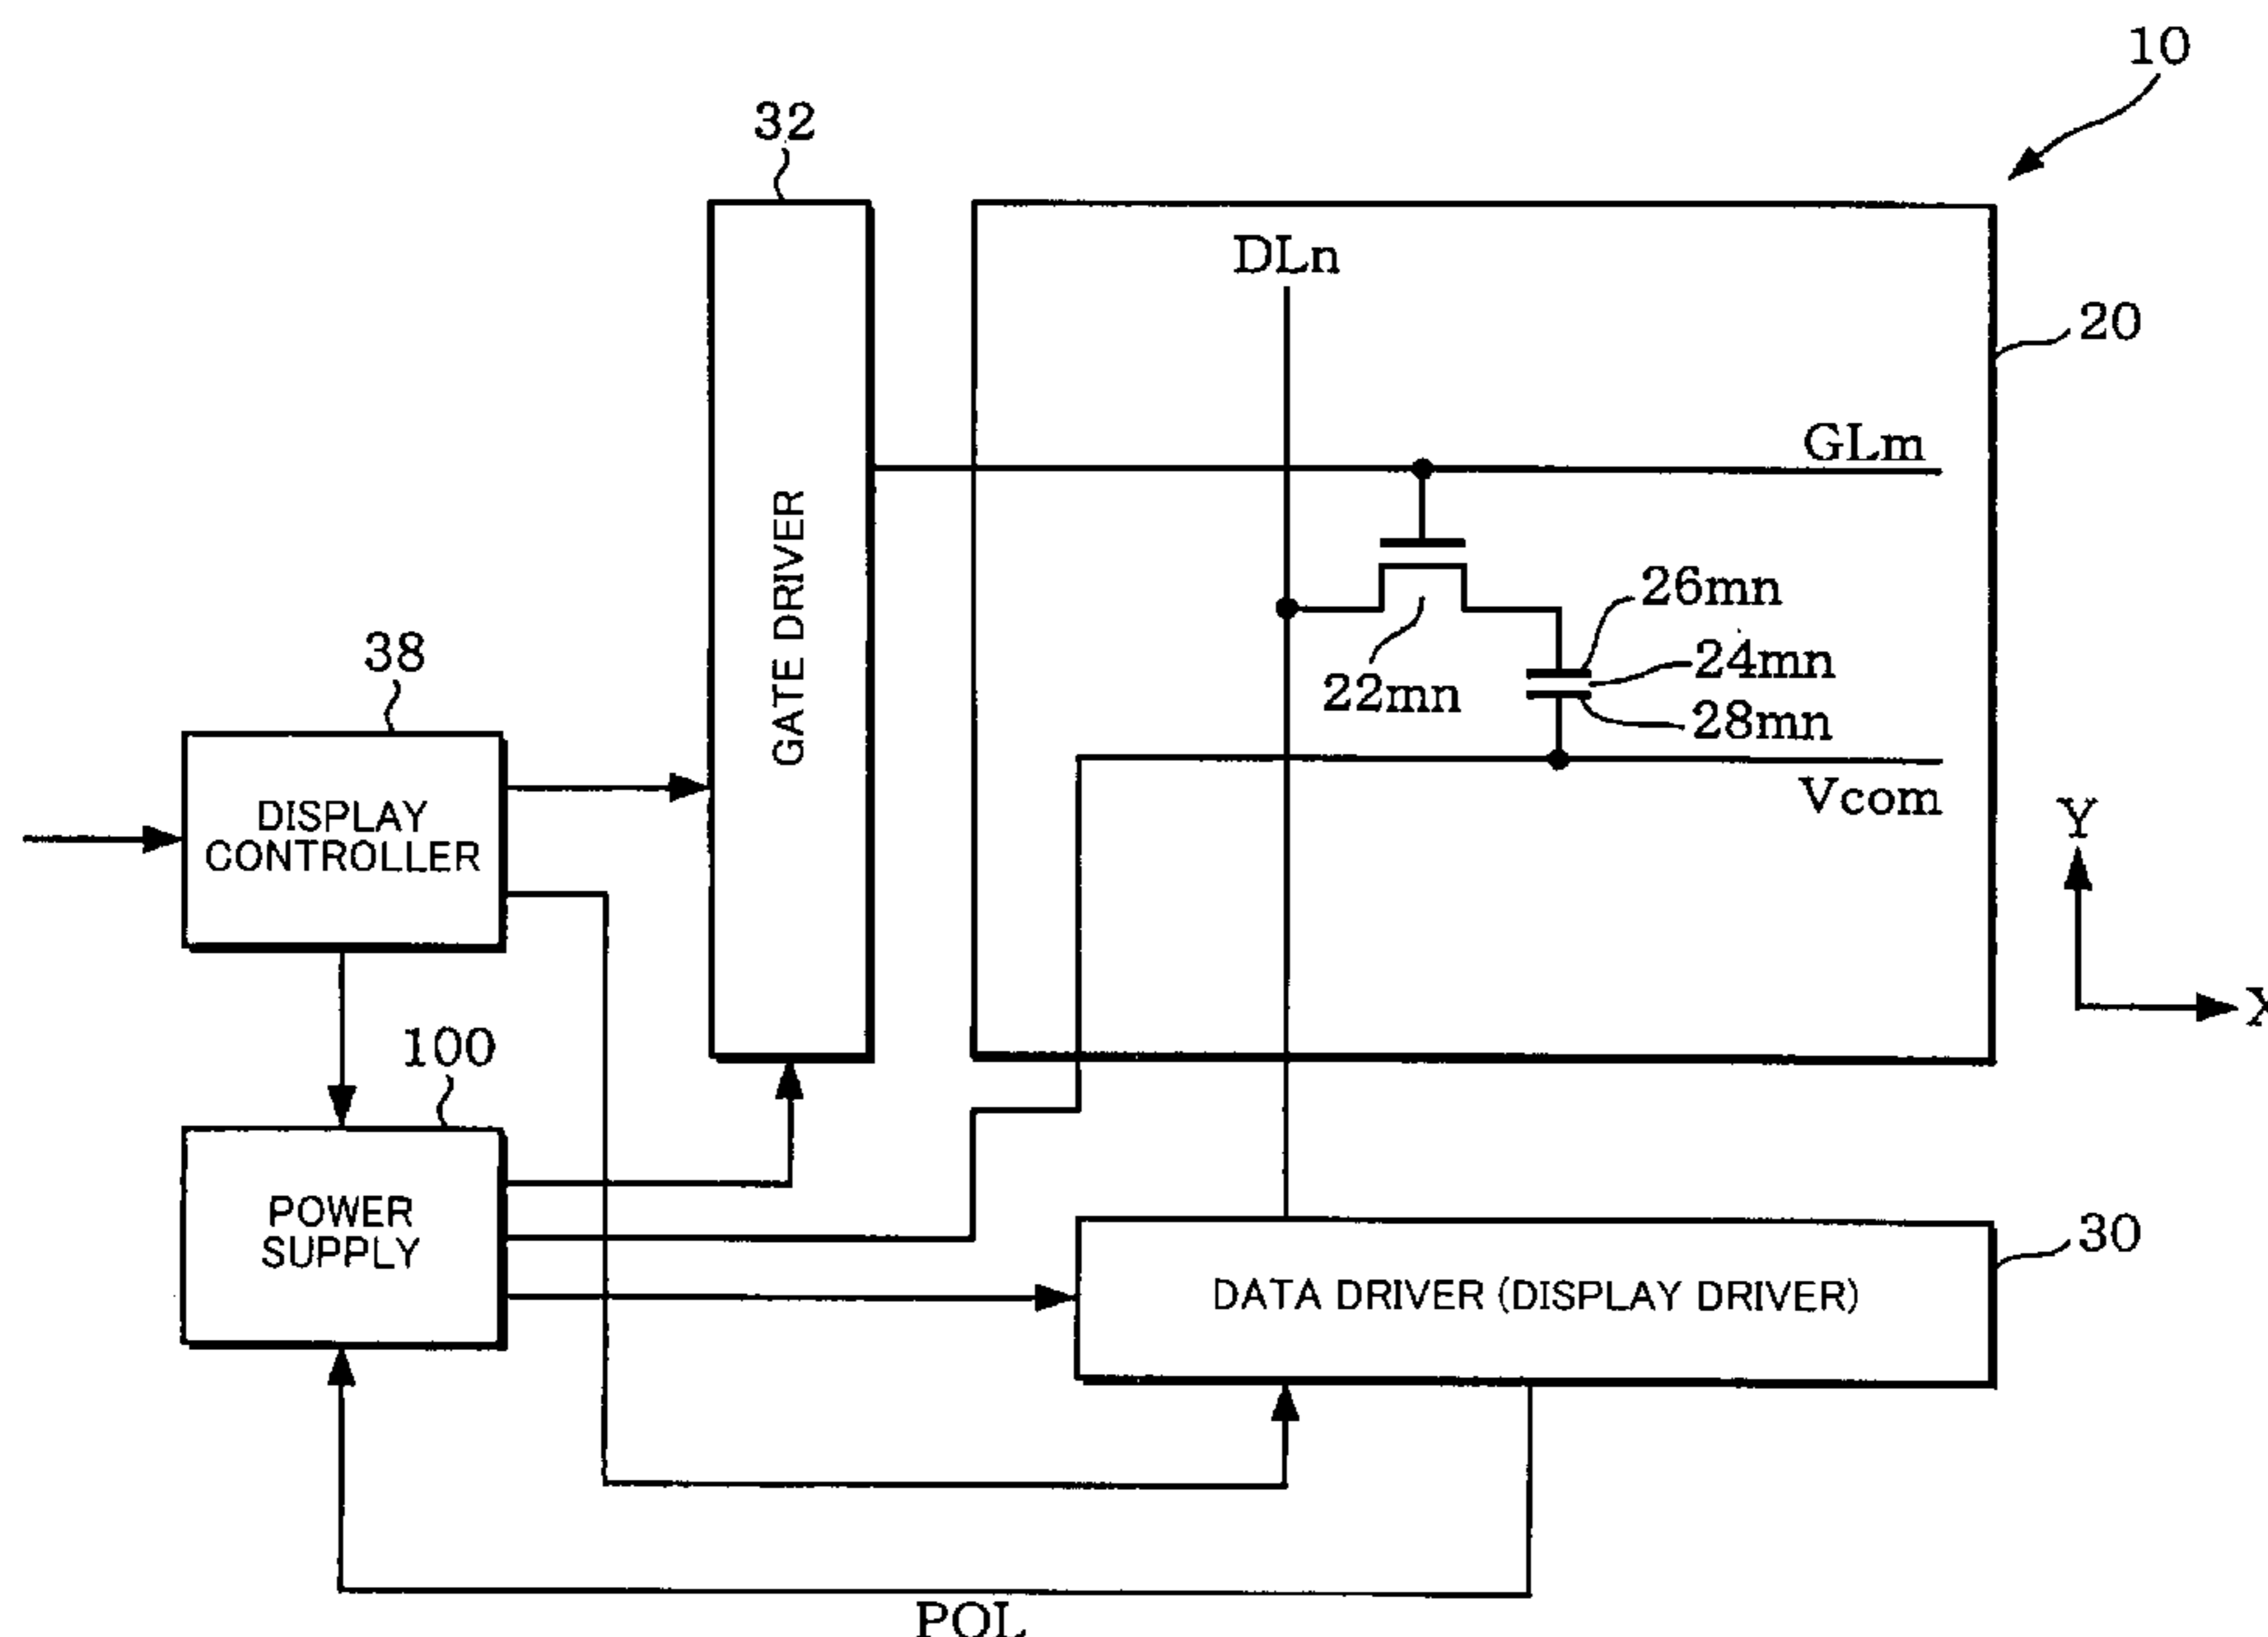 10
32
DLn
20
GLm
GATE DRIVER
26mn
24mn
22mn
28mn
38
DISPLAY
CONTROLLER
Vcom
Y
X
100
POWER
SUPPLY
30
DATA DRIVER (DISPLAY DRIVER)
POL